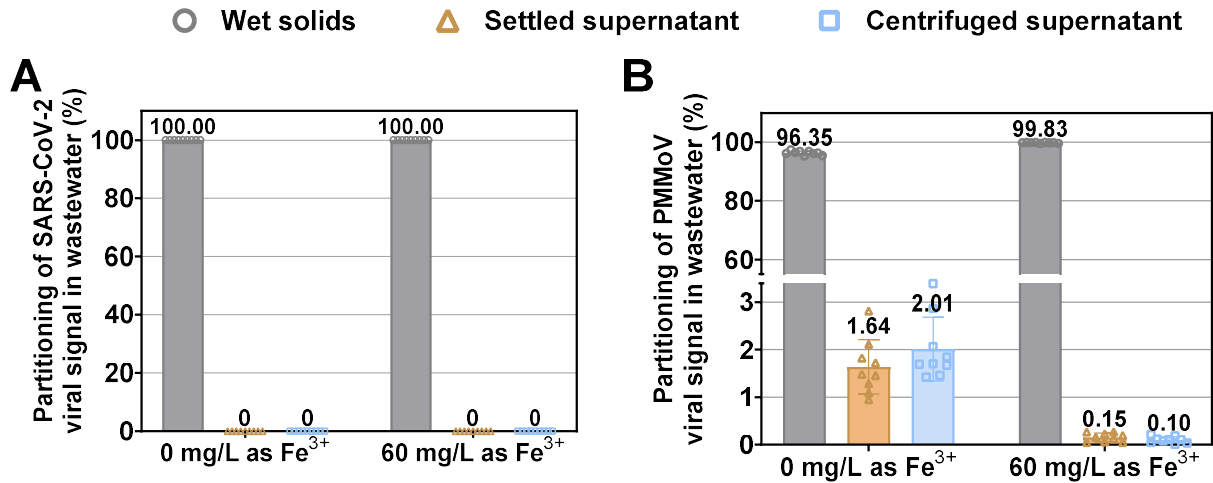 Wet solids
Settled supernatant
Centrifuged supernatant
A
Partitioning of SARS-CoV-2
viral signal in wastewater (%)
100
80
60
40
20
0
100.00
0
0
100.00
0
0
0 mg/L as Fe³⁺
60 mg/L as Fe³⁺
B
Partitioning of PMMoV
viral signal in wastewater (%)
100
80
60
3
2
1
0
96.35
1.64
2.01
99.83
0.15
0.10
0 mg/L as Fe³⁺
60 mg/L as Fe³⁺